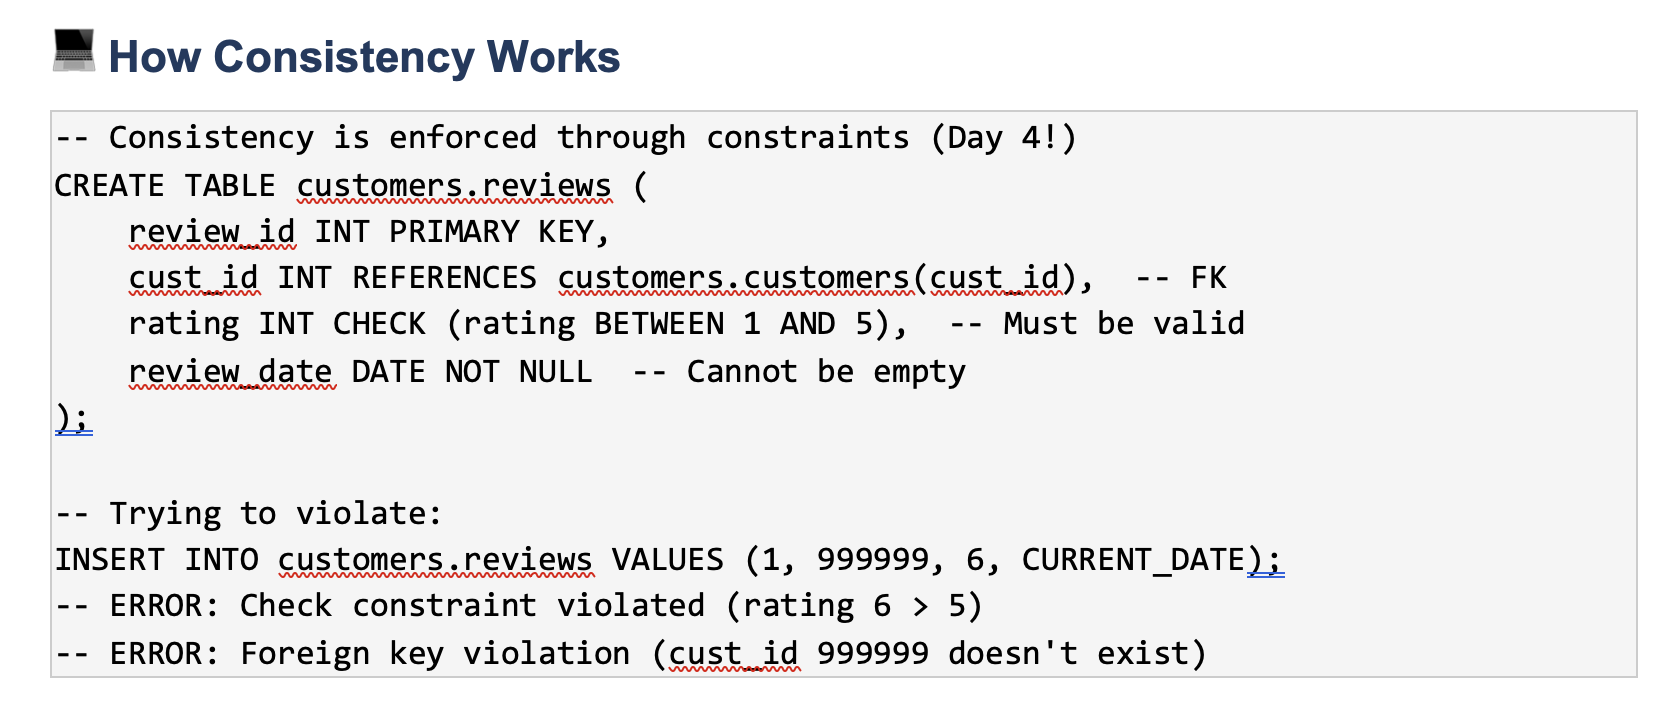 💻 How Consistency Works
-- Consistency is enforced through constraints (Day 4!)
CREATE TABLE customers.reviews (
    review_id INT PRIMARY KEY,
    cust_id INT REFERENCES customers.customers(cust_id),  -- FK
    rating INT CHECK (rating BETWEEN 1 AND 5),  -- Must be valid
    review_date DATE NOT NULL  -- Cannot be empty
);
-- Trying to violate:
INSERT INTO customers.reviews VALUES (1, 999999, 6, CURRENT_DATE);
-- ERROR: Check constraint violated (rating 6 > 5)
-- ERROR: Foreign key violation (cust_id 999999 doesn't exist)